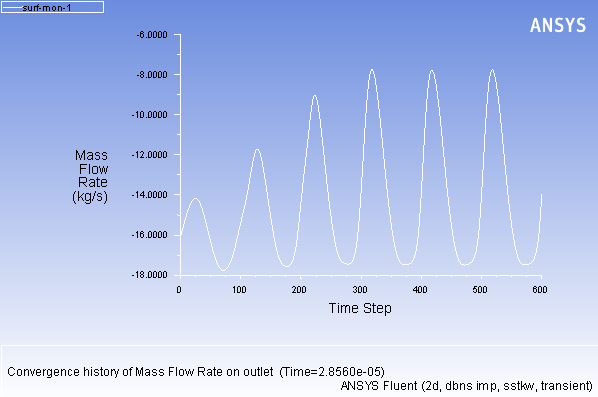 surf-mon-1
ANSYS
-6.0000
-8.0000
-10.0000
-12.0000
-14.0000
-16.0000
-18.0000
Mass
Flow
Rate
(kg/s)
0 100 200 300 400 500 600
Time Step
Convergence history of Mass Flow Rate on outlet (Time=2.8560e-05)
ANSYS Fluent (2d, dbns imp, sstkw, transient)